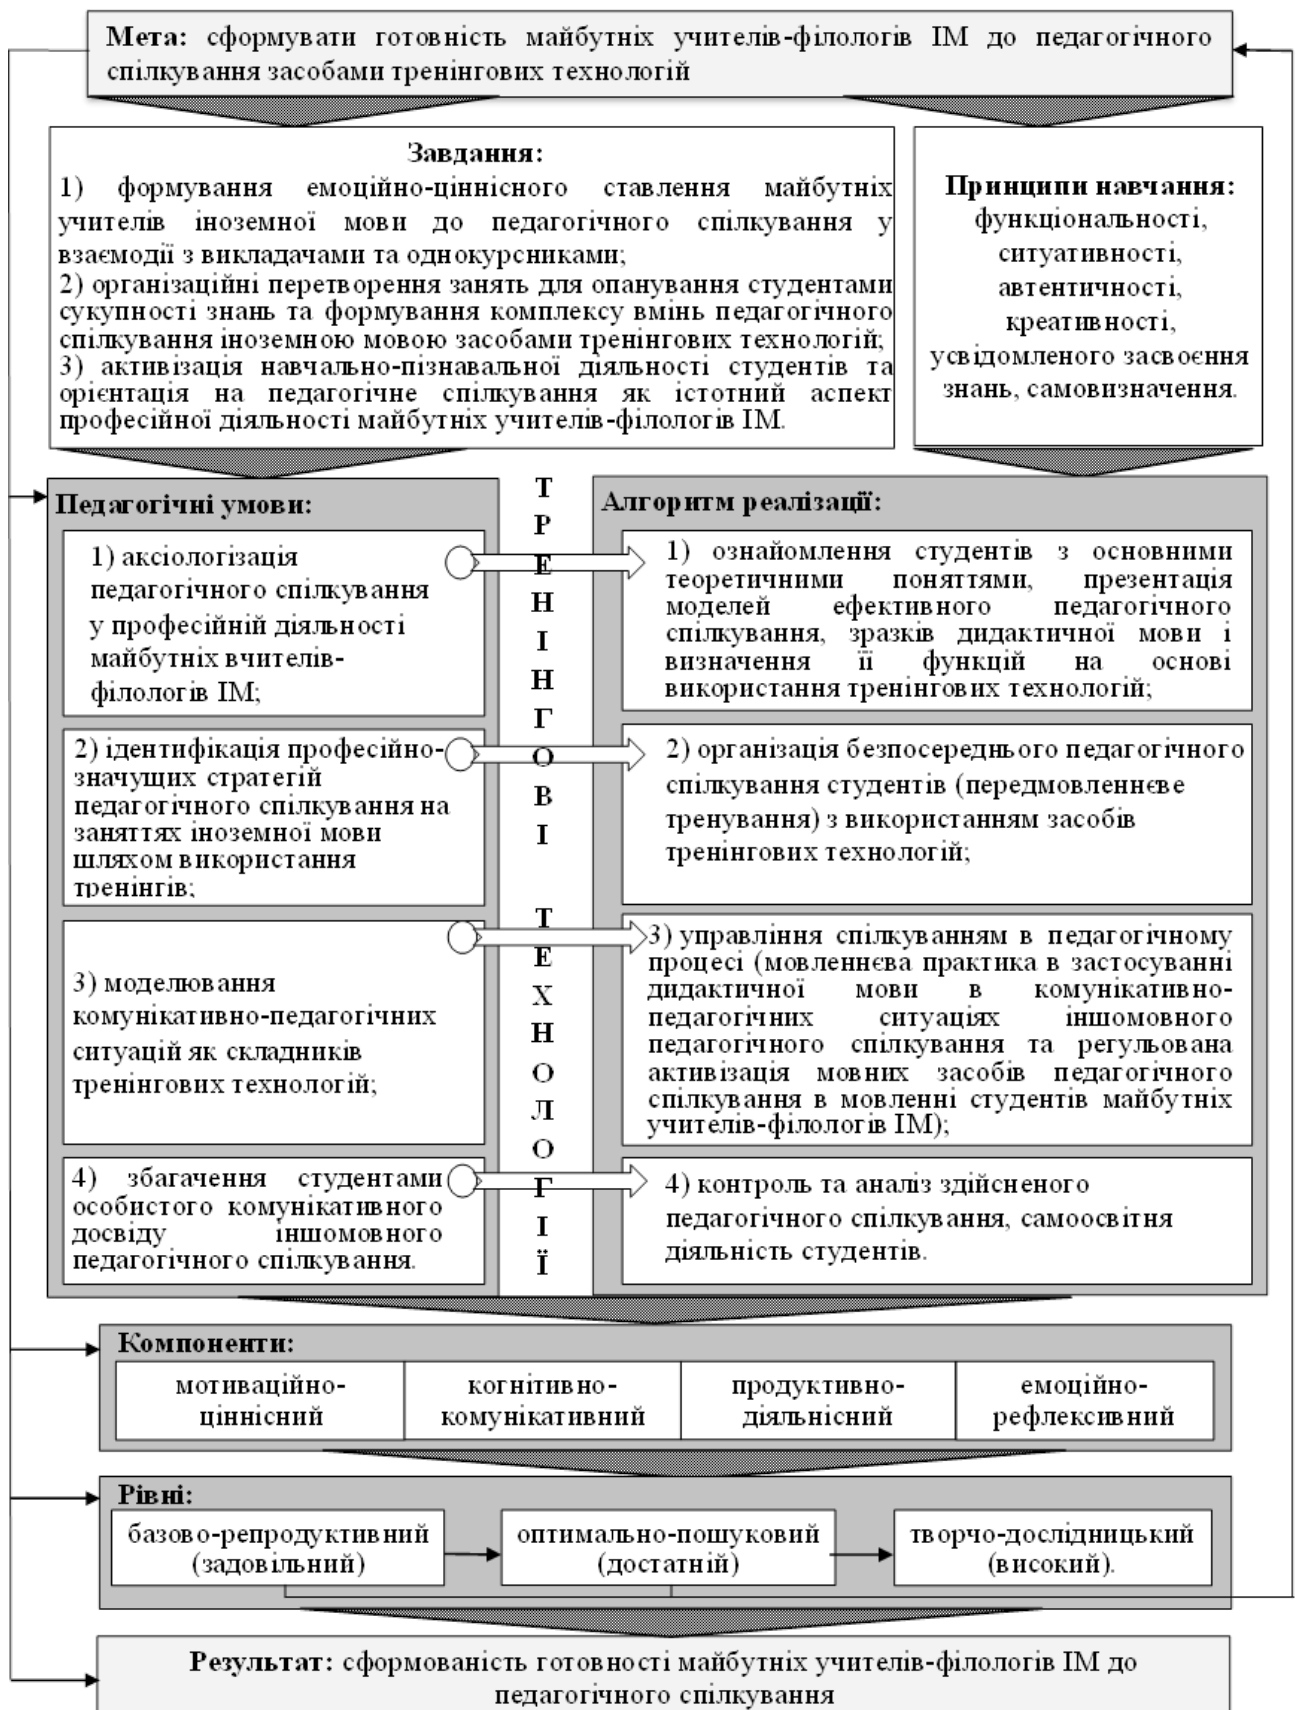 Мета: сформувати готовність майбутніх учителів-філологів ІМ до педагогічного
спілкування засобами тренінгових технологій
Завдання:
1) формування емоційно-ціннісного ставлення майбутніх
учителів іноземної мови до педагогічного спілкування у
взаємодії з викладачами та однокурсниками;
2) організаційні перетворення занять для опанування студентами
сукупності знань та формування комплексу вмінь педагогічного
спілкування іноземною мовою засобами тренінгових технологій;
3) активізація навчально-пізнавальної діяльності студентів та
орієнтація на педагогічне спілкування як істотний аспект
професійної діяльності майбутніх учителів-філологів ІМ.
Принципи навчання:
функціональності,
ситуативності,
автентичності,
креативності,
усвідомленого засвоєння
знань, самовизначення.
Педагогічні умови:
1) аксіологізація
педагогічного спілкування
у професійній діяльності
майбутніх вчителів-
філологів ІМ;
2) ідентифікація професійно-
значущих стратегій
педагогічного спілкування на
заняттях іноземної мови
шляхом використання
тренінгів;
3) моделювання
комунікативно-педагогічних
ситуацій як складників
тренінгових технологій;
4) збагачення студентами
особистого комунікативного
досвіду іншомовного
педагогічного спілкування.
ТРЕНІНГОВІ ТЕХНОЛОГІЇ
Алгоритм реалізації:
1) ознайомлення студентів з основними
теоретичними поняттями, презентація
моделей ефективного педагогічного
спілкування, зразків дидактичної мови і
визначення її функцій на основі
використання тренінгових технологій;
2) організація безпосереднього педагогічного
спілкування студентів (передмовленнєве
тренування) з використанням засобів
тренінгових технологій;
3) управління спілкуванням в педагогічному
процесі (мовленнєва практика в застосуванні
дидактичної мови в комунікативно-
педагогічних ситуаціях іншомовного
педагогічного спілкування та регульована
активізація мовних засобів педагогічного
спілкування в мовленні студентів майбутніх
учителів-філологів ІМ);
4) контроль та аналіз здійсненого
педагогічного спілкування, самоосвітня
діяльність студентів.
Компоненти:
мотиваційно-
ціннісний
когнітивно-
комунікативний
продуктивно-
діяльнісний
емоційно-
рефлексивний
Рівні:
базово-репродуктивний
(задовільний)
оптимально-пошуковий
(достатній)
творчо-дослідницький
(високий).
Результат: сформованість готовності майбутніх учителів-філологів ІМ до
педагогічного спілкування